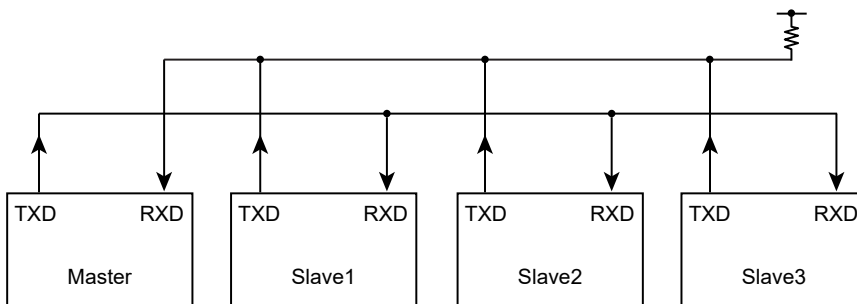 TXD RXD TXD RXD TXD RXD TXD RXD
Master Slave1 Slave2 Slave3